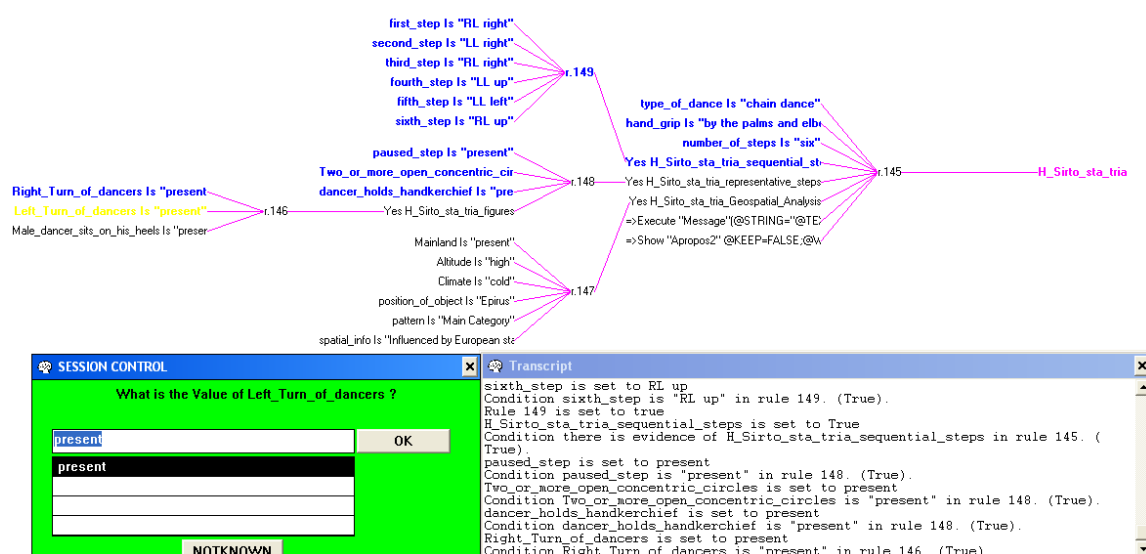 first_step Is "RL right"
second_step Is "LL right"
third_step Is "RL right"
fourth_step Is "LL up"
fifth_step Is "LL left"
sixth_step Is "RL up"
r.149
type_of_dance Is "chain dance"
hand_grip Is "by the palms and elb
number_of_steps Is "six"
Yes H_Sirto_sta_tria_sequential_st
Yes H_Sirto_sta_tria_representative_steps
Yes H_Sirto_sta_tria_Geospatial_Analysis
=>Execute "Message"(@STRING="@TE
=>Show "Apropos2" @KEEP=FALSE;@W
r.145
H_Sirto_sta_tria
paused_step Is "present"
Two_or_more_open_concentric_cir
dancer_holds_handkerchief Is "pre
Yes H_Sirto_sta_tria_figures
r.148
Right_Turn_of_dancers Is "present
Left_Turn_of_dancers Is "present"
Male_dancer_sits_on_his_heels Is "preser
r.146
Mainland Is "present"
Altitude Is "high"
Climate Is "cold"
position_of_object Is "Epirus"
pattern Is "Main Category"
spatial_info Is "Influenced by European sta
r.147
SESSION CONTROL
What is the Value of Left_Turn_of_dancers ?
present
OK
present
NOTKNOWN
Transcript
sixth_step is set to RL up
Condition sixth_step is "RL up" in rule 149. (True).
Rule 149 is set to true
H_Sirto_sta_tria_sequential_steps is set to True
Condition there is evidence of H_Sirto_sta_tria_sequential_steps in rule 145. (
True).
paused_step is set to present
Condition paused_step is "present" in rule 148. (True).
Two_or_more_open_concentric_circles is set to present
Condition Two_or_more_open_concentric_circles is "present" in rule 148. (True).
dancer_holds_handkerchief is set to present
Condition dancer_holds_handkerchief is "present" in rule 148. (True).
Right_Turn_of_dancers is set to present
Condition Right_Turn_of_dancers is "present" in rule 146. (True)